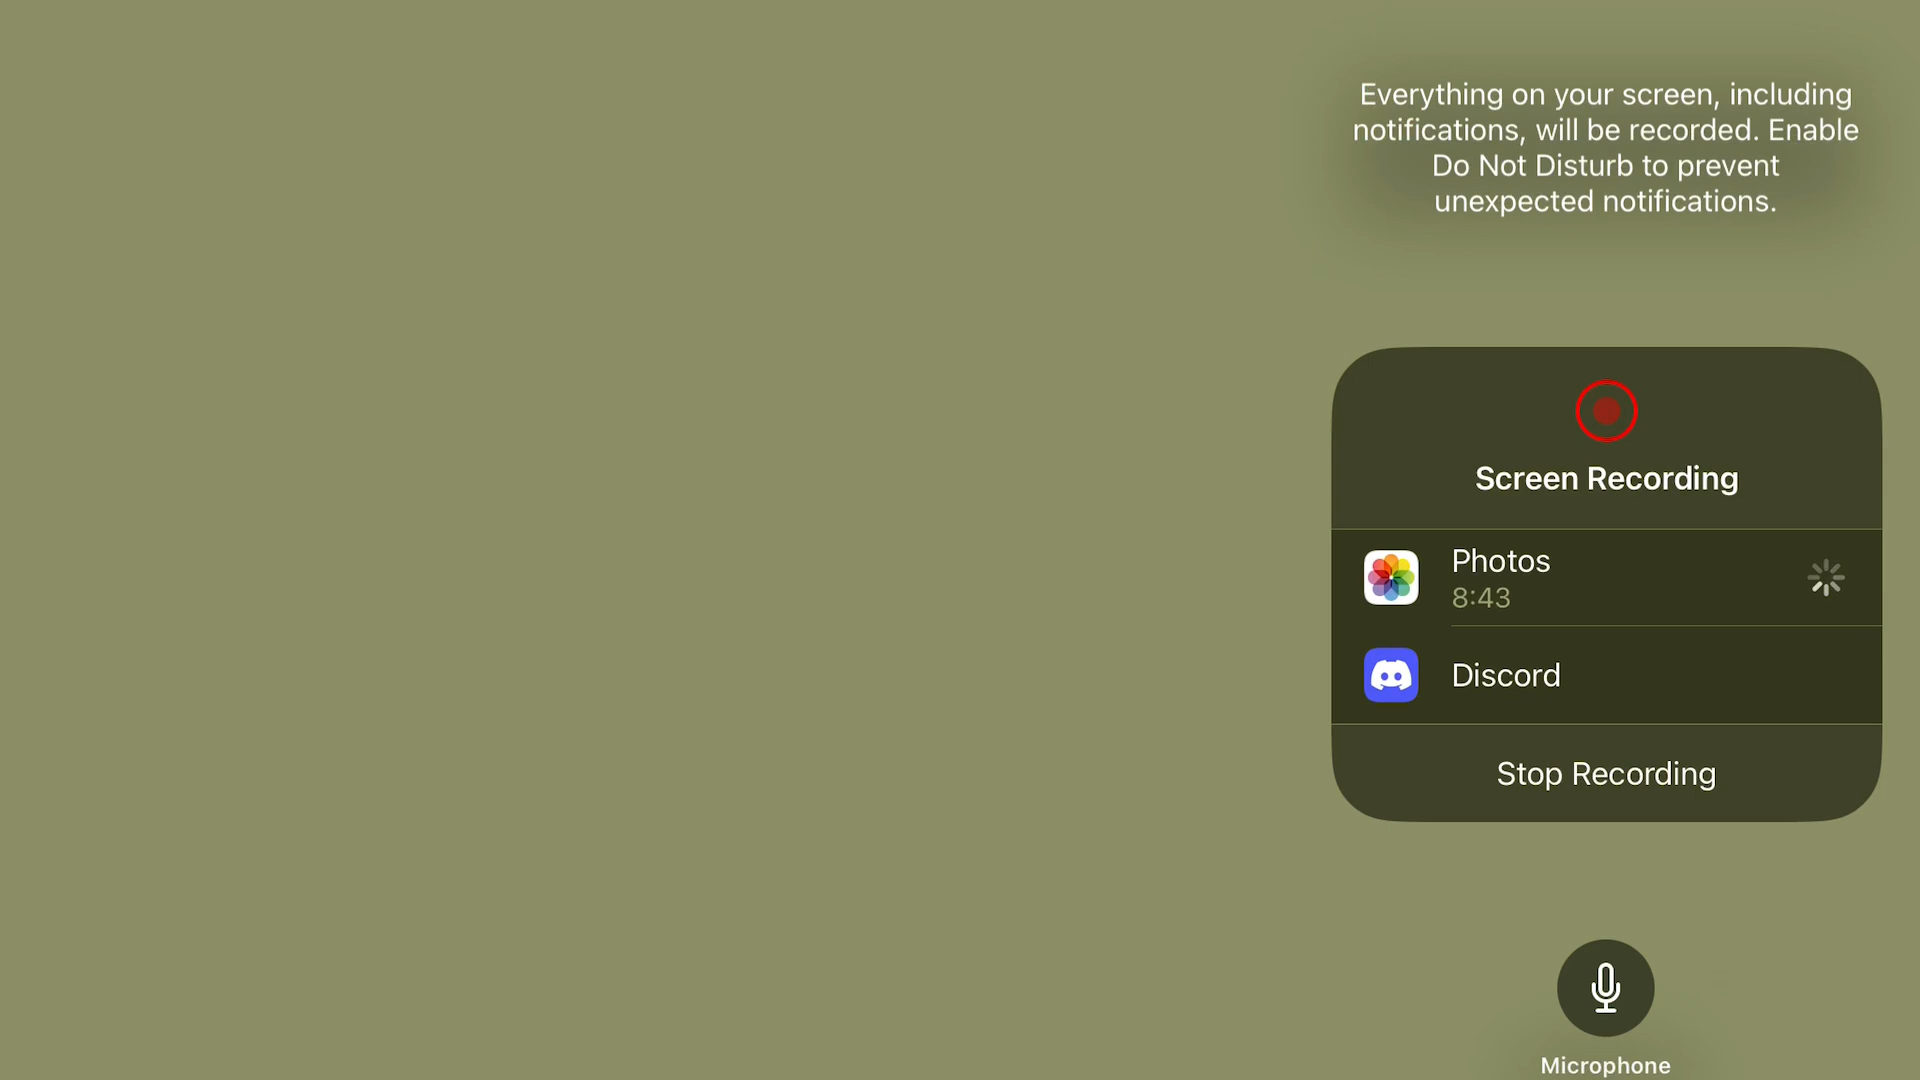 Everything on your screen, including
notifications, will be recorded. Enable
Do Not Disturb to prevent
unexpected notifications.
Screen Recording
Photos
8:43
Discord
Stop Recording
Microphone